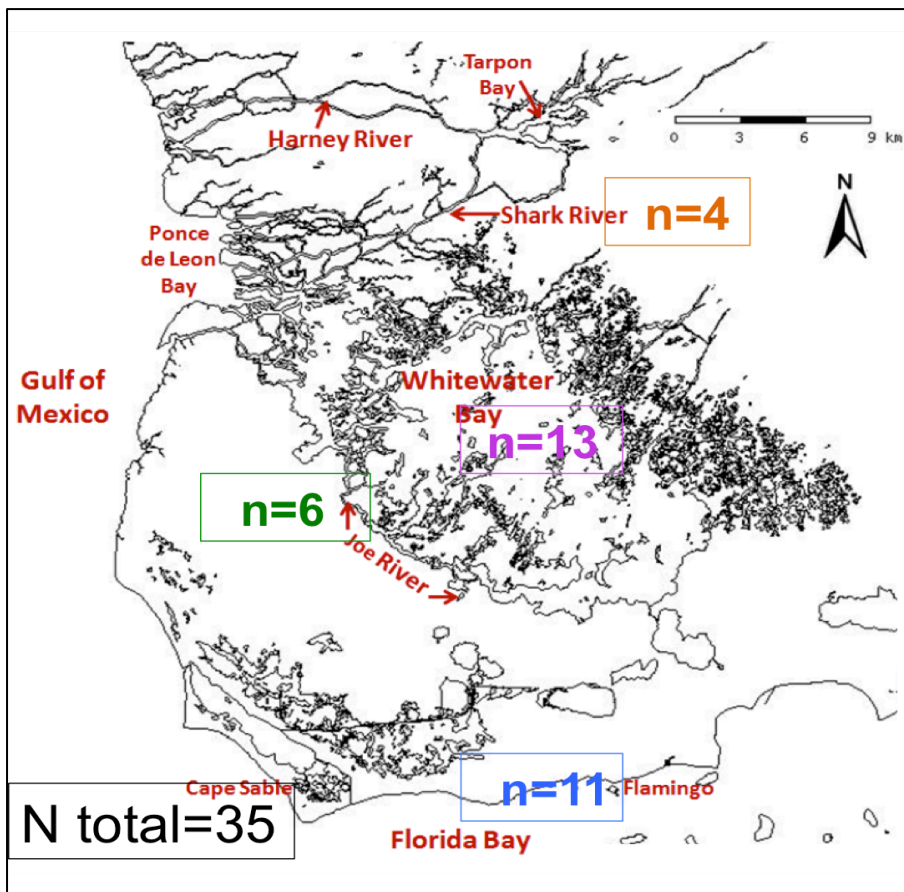 Tarpon
Bay
Harney River
0 3 6 9 km
N
Shark River
n=4
Ponce
de Leon
Bay
Gulf of
Mexico
Whitewater
Bay
n=13
n=6
Joe River
Cape Sable
n=11
Flamingo
N total=35
Florida Bay